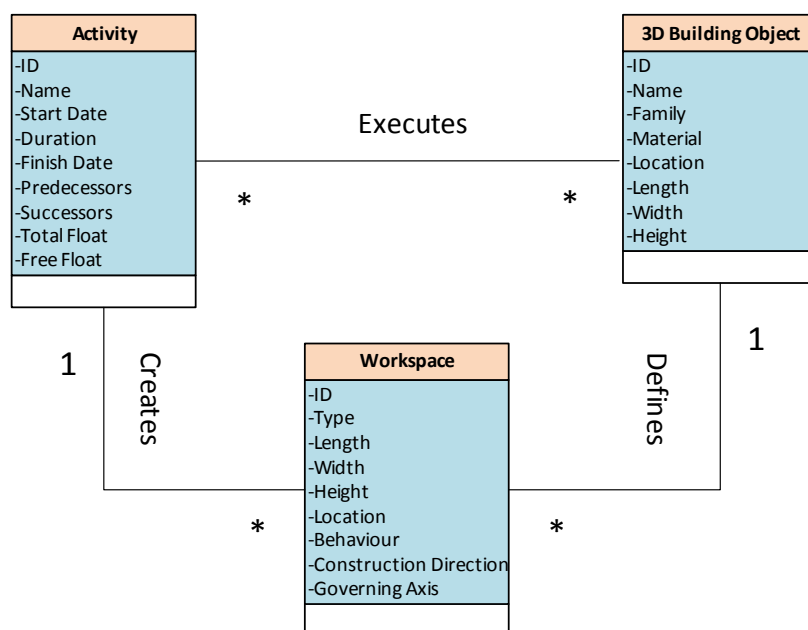 Activity
-ID
-Name
-Start Date
-Duration
-Finish Date
-Predecessors
-Successors
-Total Float
-Free Float
Executes
*
*
3D Building Object
-ID
-Name
-Family
-Material
-Location
-Length
-Width
-Height
1
Creates
*
Workspace
-ID
-Type
-Length
-Width
-Height
-Location
-Behaviour
-Construction Direction
-Governing Axis
Defines
1
*